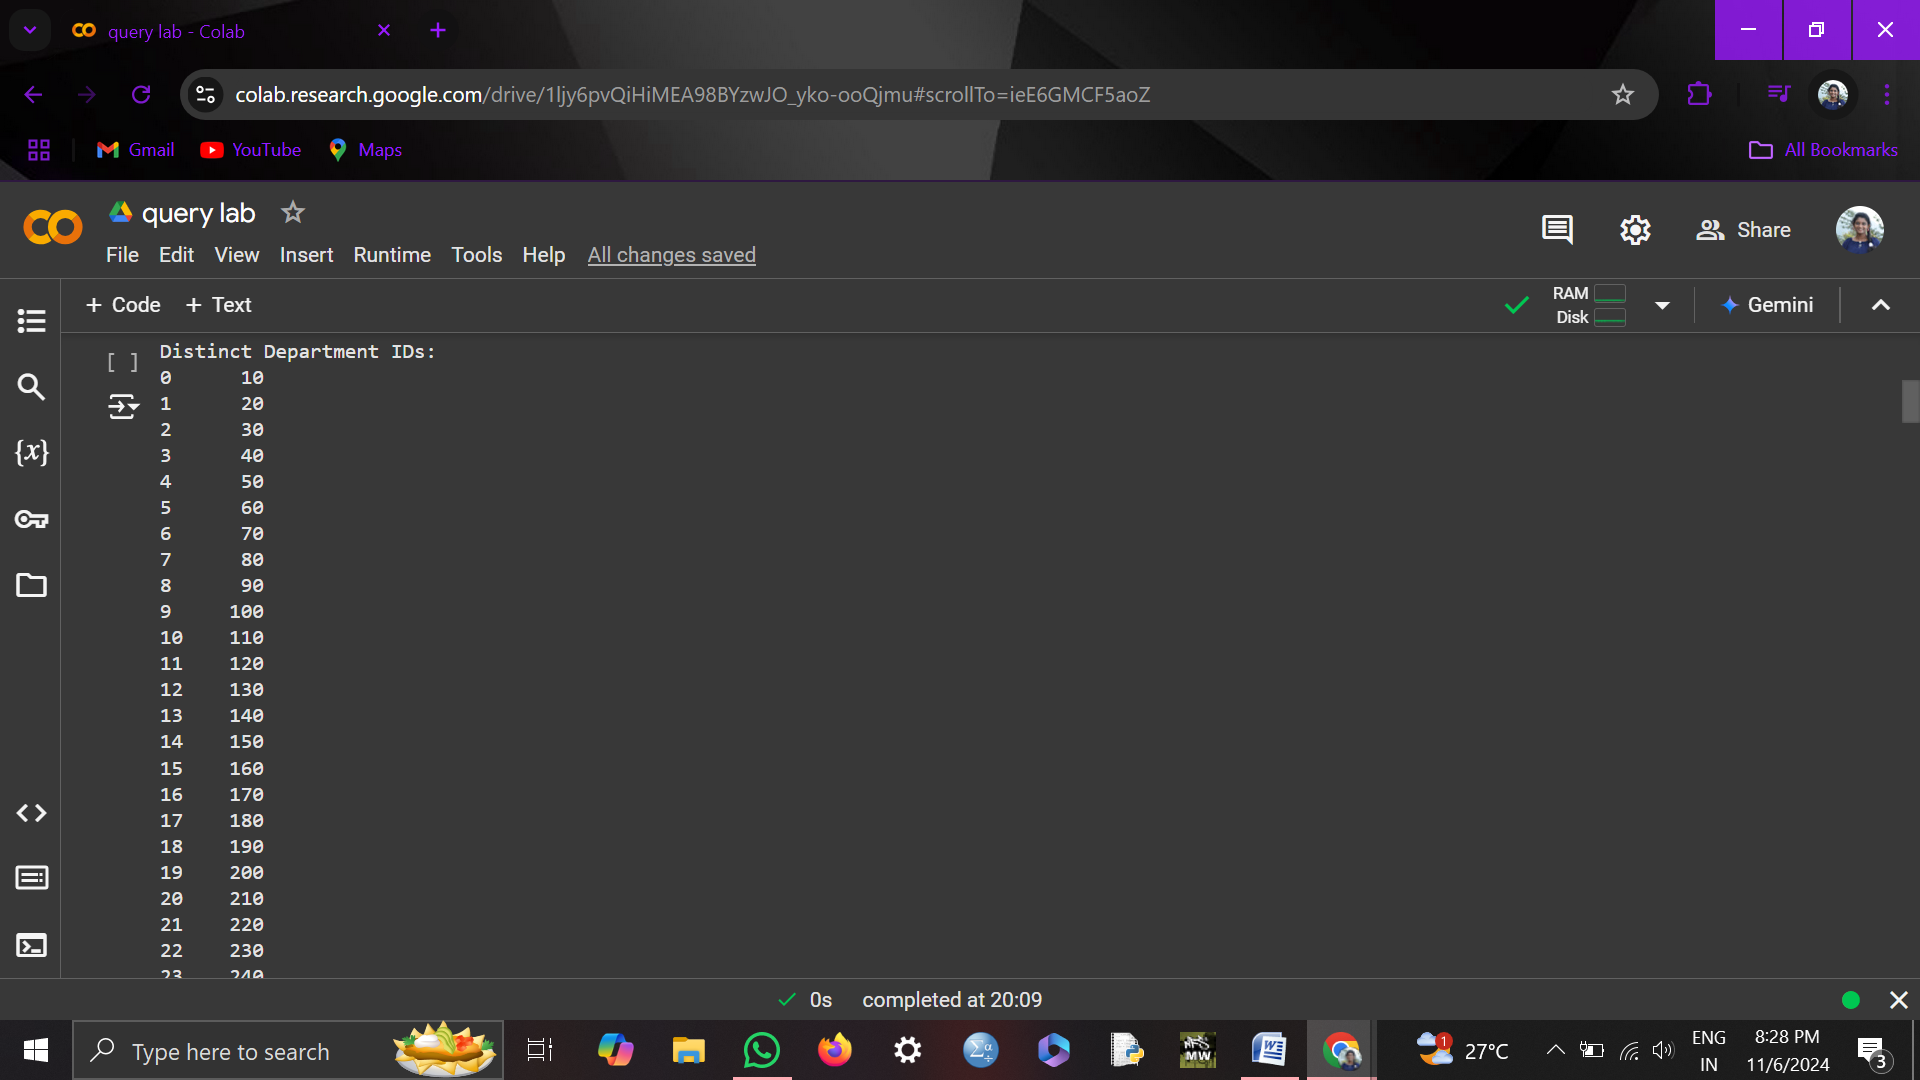 query lab - Colab
colab.research.google.com/drive/1ljy6pvQiHiMEA98BYzwJO_yko-ooQjmu#scrollTo=ieE6GMCF5aoZ
Gmail YouTube Maps All Bookmarks
query lab
File Edit View Insert Runtime Tools Help All changes saved
Share
+ Code + Text
RAM
Disk
Gemini
[ ]
Distinct Department IDs:
0 10
1 20
2 30
3 40
4 50
5 60
6 70
7 80
8 90
9 100
10 110
11 120
12 130
13 140
14 150
15 160
16 170
17 180
18 190
19 200
20 210
21 220
22 230
23 240
{x}
0s completed at 20:09
Type here to search
MW
1
27°C
ENG
IN
8:28 PM
11/6/2024
3